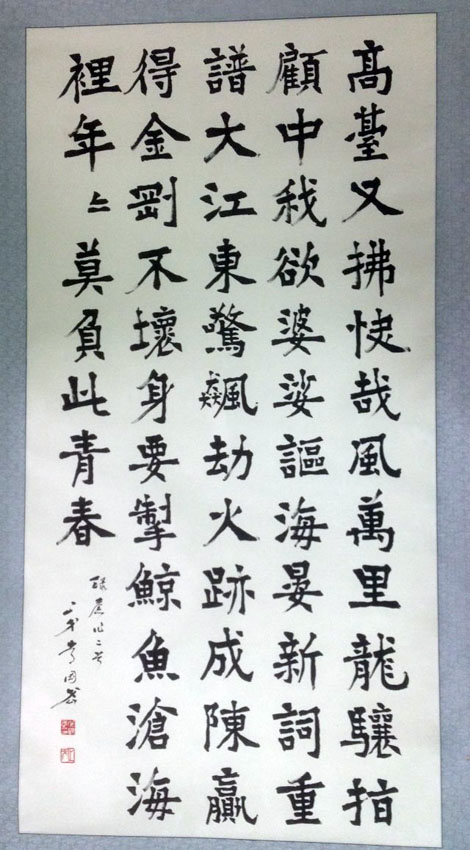 髙臺又拂快哉風萬里龍驤指
顧中我欲婆娑謳海晏新詞重
譜大江東驚飆劫火跡成陳贏
得金剛不壞身要掣鯨魚滄海
裡年々莫負此青春